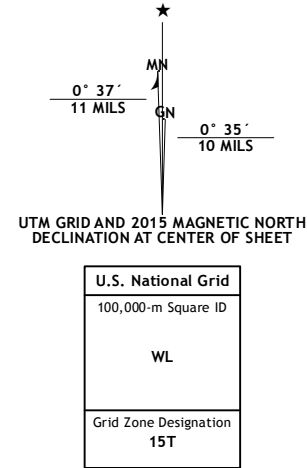 ★
MN
0° 37´
11 MILS
GN
0° 35´
10 MILS
UTM GRID AND 2015 MAGNETIC NORTH
DECLINATION AT CENTER OF SHEET
U.S. National Grid
100,000-m Square ID
WL
Grid Zone Designation
15T